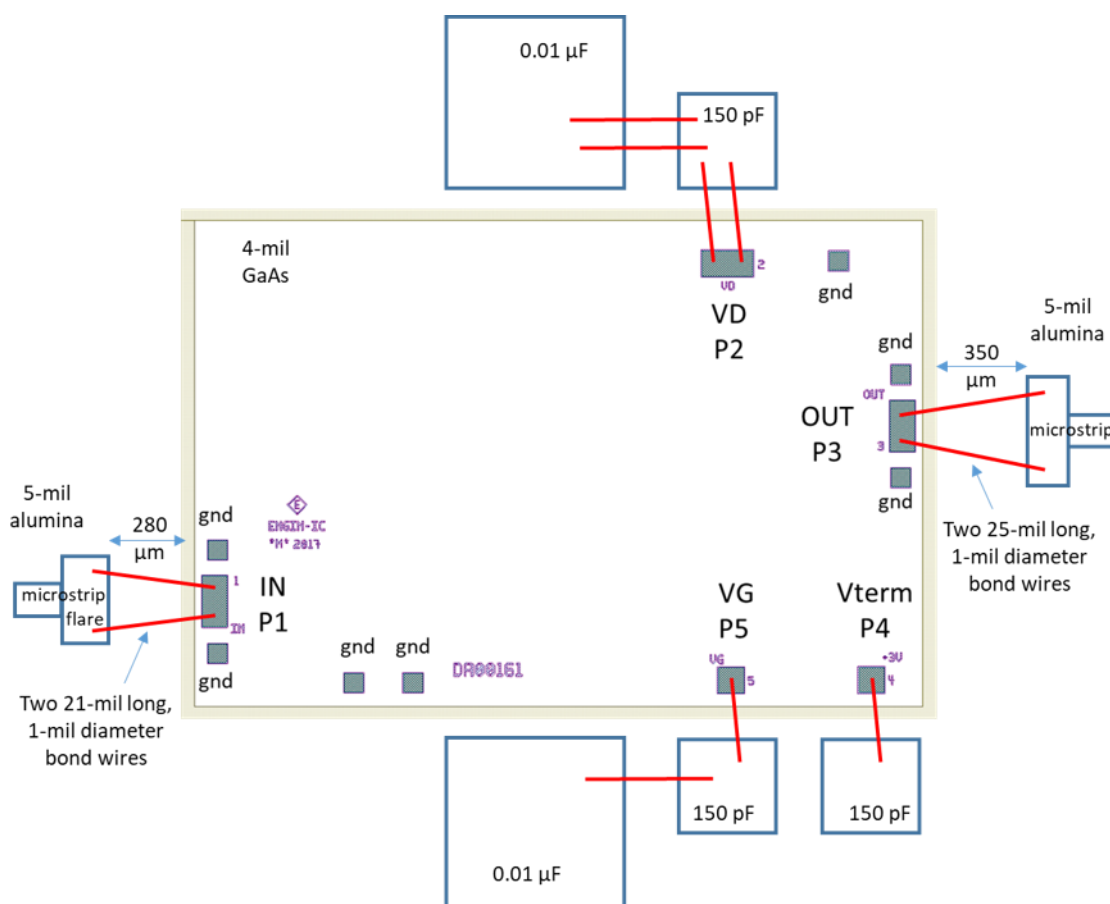 0.01 µF
150 pF
4-mil
GaAs
2
VD
VD
P2
gnd
5-mil
alumina
gnd
350
µm
OUT
OUT
P3
3
microstrip
gnd
Two 25-mil long,
1-mil diameter
bond wires
5-mil
alumina
280
µm
gnd
E
ENGIN-IC
"M" 2017
microstrip
flare
1
IN
IN
P1
gnd
Two 21-mil long,
1-mil diameter
bond wires
gnd
gnd
DR00161
VG
P5
VG
5
Vterm
P4
+3V
4
150 pF
150 pF
0.01 µF